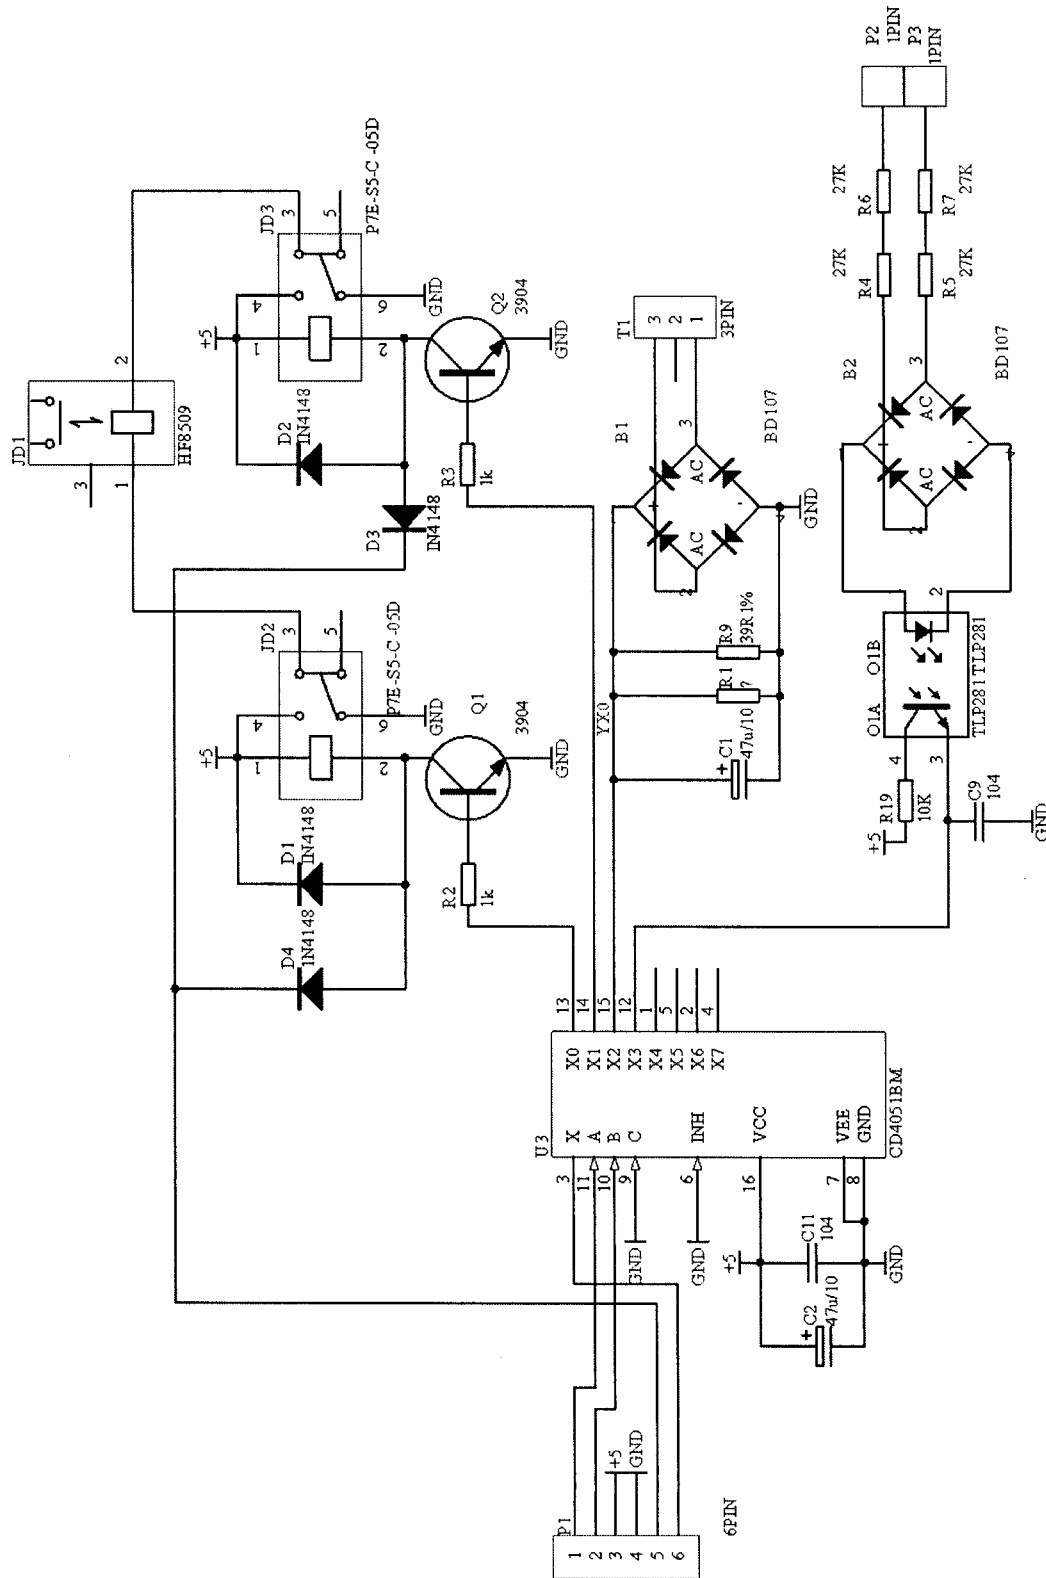 P2
1PIN
P3
1PIN
R6
27K
R7
27K
R4
27K
R5
27K
B2
BD107
AC
AC
+
-
3
2
4
2
O1A
O1B
TLP281
TLP281
4
3
R19
10K
+5
C9
104
GND
JD1
HF8509
3
1
2
JD3
P7E-S5-C -05D
3
5
4
6
1
2
+5
GND
Q2
3904
GND
D2
IN4148
D3
IN4148
R3
1k
JD2
P7E-S5-C -05D
3
5
4
6
1
2
+5
GND
Q1
3904
GND
D1
1N4148
D4
1N4148
R2
1k
T1
3
2
1
3PIN
B1
BD107
AC
AC
+
-
3
2
4
GND
YX0
R9
39R1%
R1
?
C1
47u/10
+
U3
CD4051BM
X
A
B
C
INH
VCC
VEE
GND
X0
X1
X2
X3
X4
X5
X6
X7
13
14
15
12
1
5
2
4
3
11
10
9
6
16
7
8
GND
GND
+5
C11
104
C2
47u/10
+
GND
P1
1
2
3
4
5
6
6PIN
+5
GND